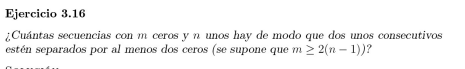 Ejercicio 3.16
¿Cuántas secuencias con m ceros y n unos hay de modo que dos unos consecutivos
estén separados por al menos dos ceros (se supone que m ≥ 2(n − 1))?